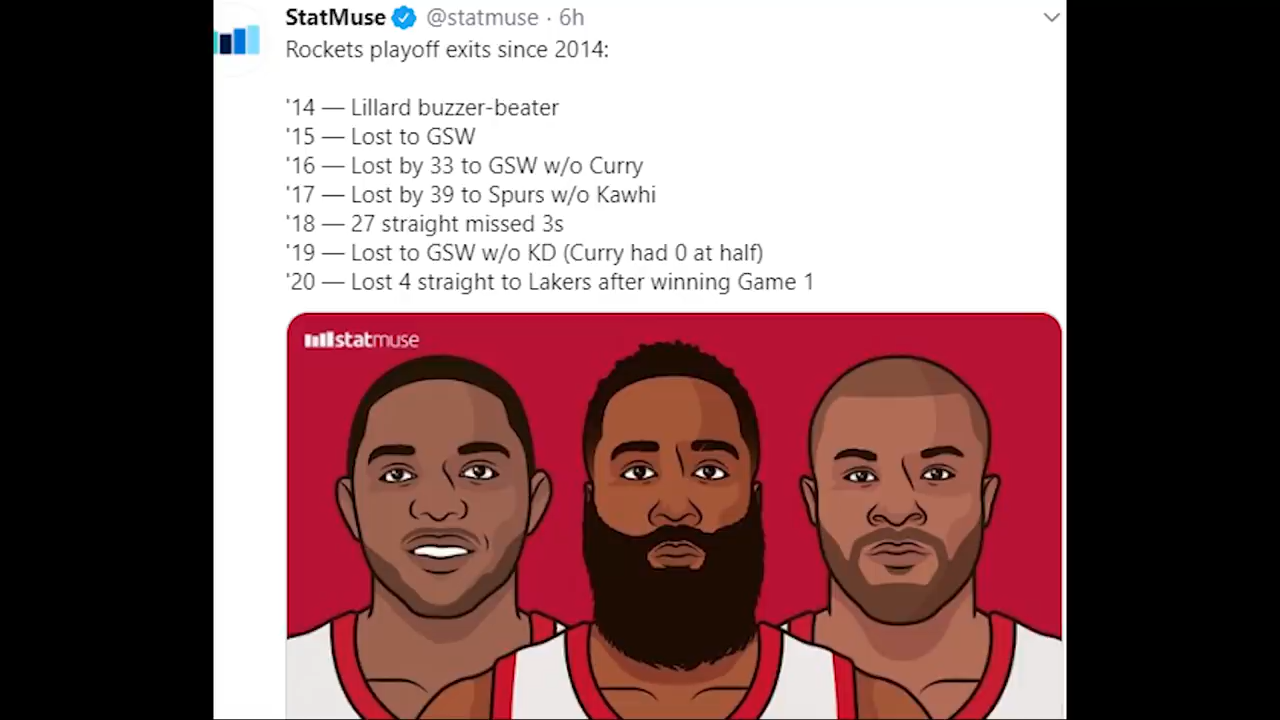 StatMuse @statmuse · 6h
Rockets playoff exits since 2014:
'14 — Lillard buzzer-beater
'15 — Lost to GSW
'16 — Lost by 33 to GSW w/o Curry
'17 — Lost by 39 to Spurs w/o Kawhi
'18 — 27 straight missed 3s
'19 — Lost to GSW w/o KD (Curry had 0 at half)
'20 — Lost 4 straight to Lakers after winning Game 1
statmuse